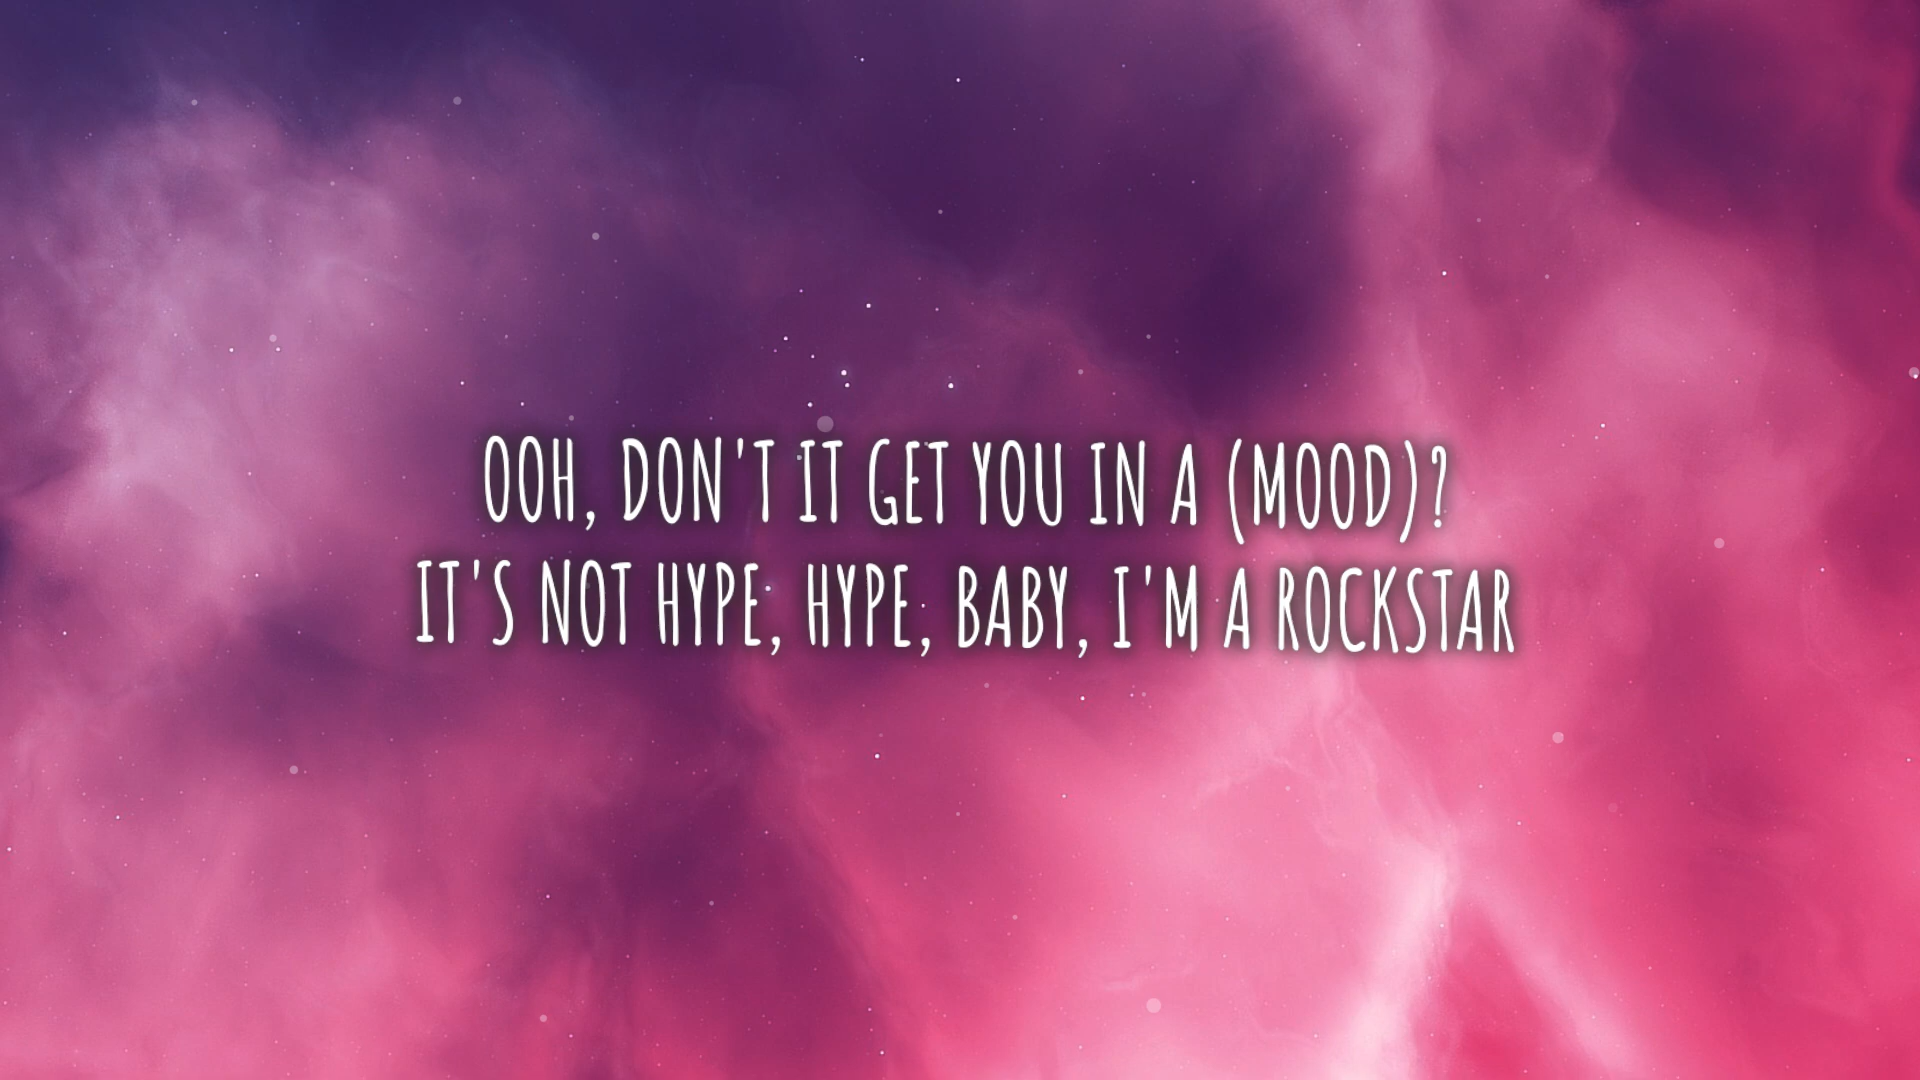 OOH, DON'T IT GET YOU IN A (MOOD)?
IT'S NOT HYPE, HYPE, BABY, I'M A ROCKSTAR